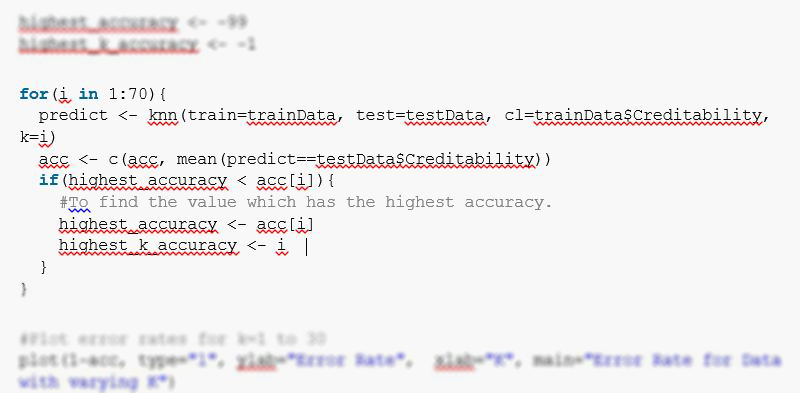 highest_accuracy <- -99
highest_k_accuracy <- -1
for(i in 1:70){
predict <- knn(train=trainData, test=testData, cl=trainData$Creditability,
k=i)
acc <- c(acc, mean(predict==testData$Creditability))
if(highest_accuracy < acc[i]){
#To find the value which has the highest accuracy.
highest_accuracy <- acc[i]
highest_k_accuracy <- i
}
}
#Plot error rates for k=1 to 30
plot(1-acc, type="l", ylab="Error Rate", xlab="K", main="Error Rate for Data
with varying K")